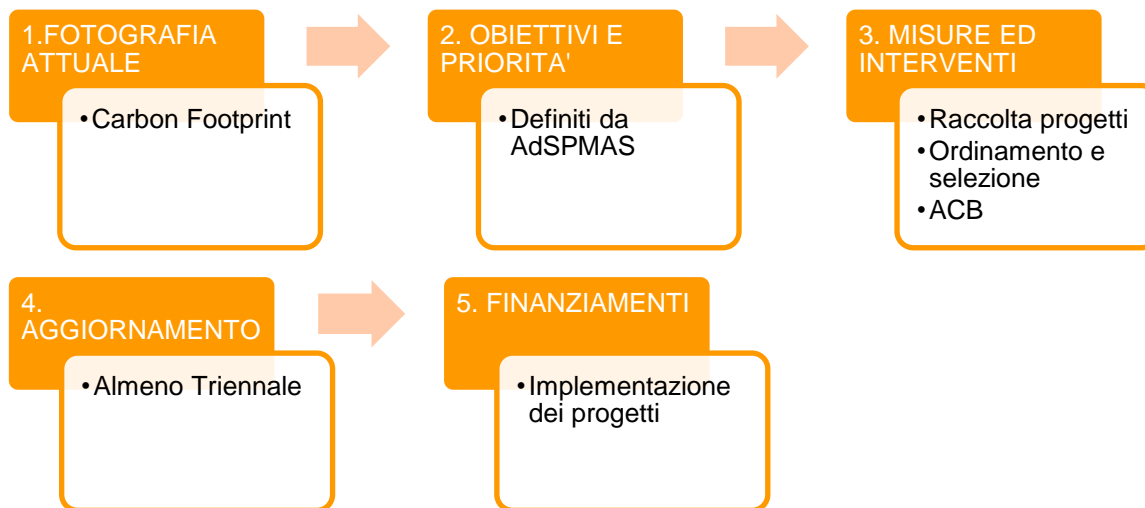 1.FOTOGRAFIA
ATTUALE
•Carbon Footprint
2. OBIETTIVI E
PRIORITA'
•Definiti da
AdSPMAS
3. MISURE ED
INTERVENTI
•Raccolta progetti
•Ordinamento e
selezione
•ACB
4.
AGGIORNAMENTO
•Almeno Triennale
5. FINANZIAMENTI
•Implementazione
dei progetti